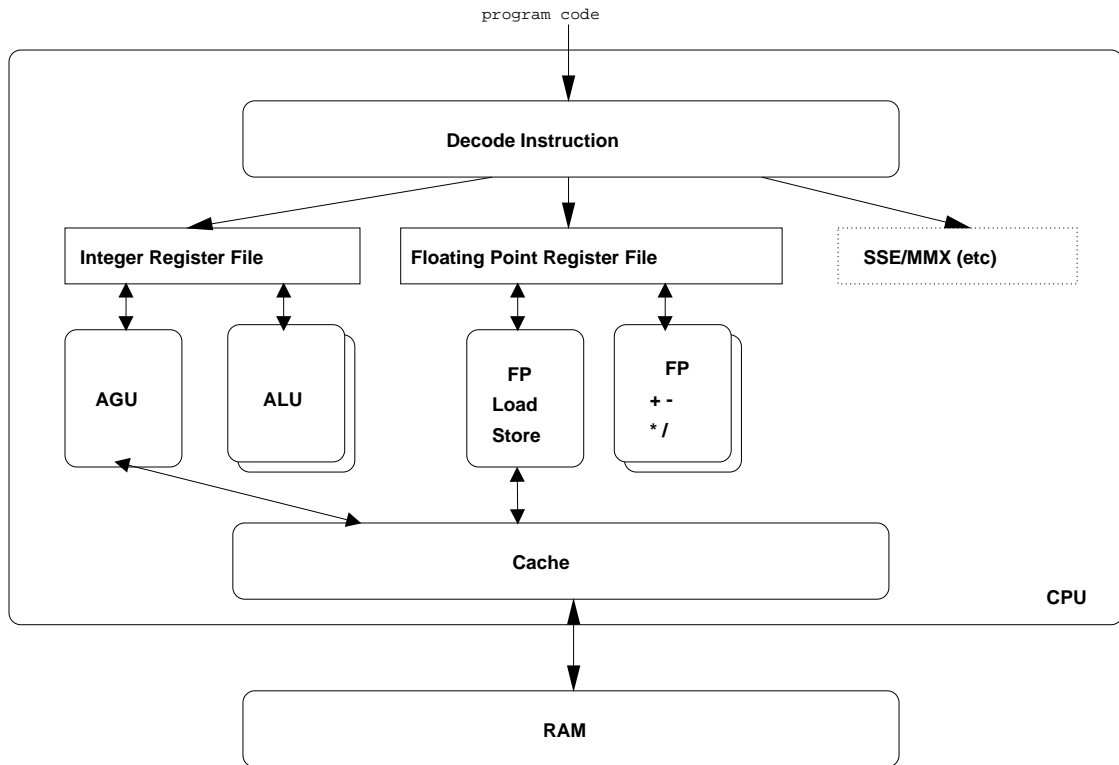 program code
Decode Instruction
Integer Register File
Floating Point Register File
SSE/MMX (etc)
AGU
ALU
FP
Load
Store
FP
+ -
* /
Cache
CPU
RAM